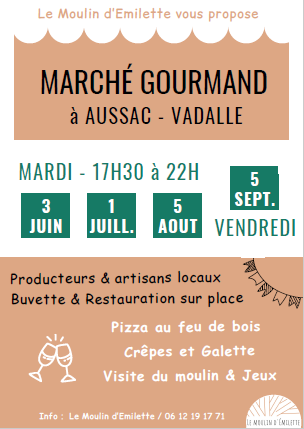 Le Moulin d'Emilette vous propose
MARCHÉ GOURMAND
à AUSSAC - VADALLE
MARDI - 17H30 à 22H
3
JUIN
1
JUILL.
5
AOUT
5
SEPT.
VENDREDI
Producteurs & artisans locaux
Buvette & Restauration sur place
Pizza au feu de bois
Crêpes et Galette
Visite du moulin & Jeux
Info : Le Moulin d'Emilette / 06 12 19 17 71
LE MOULIN D'ÉMILETTE